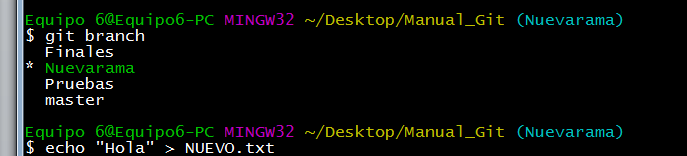 Equipo 6@Equipo6-PC MINGW32 ~/Desktop/Manual_Git (Nuevarama)
$ git branch
  Finales
* Nuevarama
  Pruebas
  master

Equipo 6@Equipo6-PC MINGW32 ~/Desktop/Manual_Git (Nuevarama)
$ echo "Hola" > NUEVO.txt